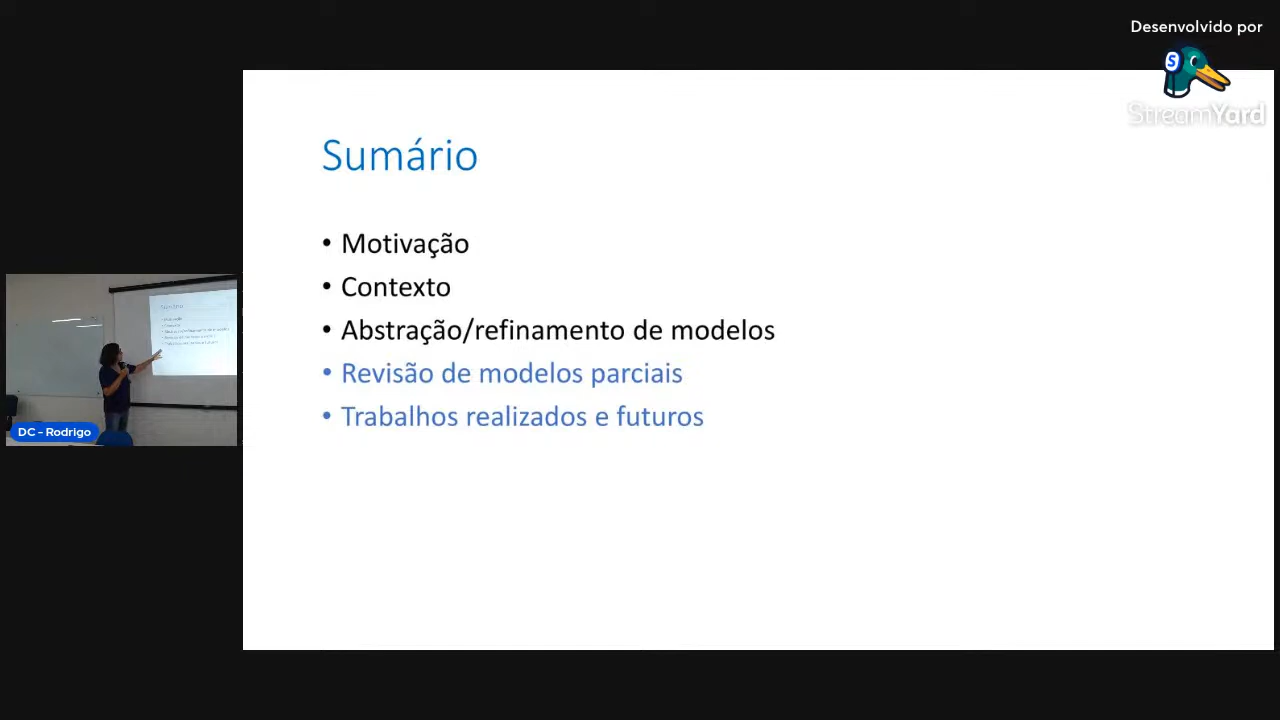 Desenvolvido por
StreamYard
Sumário
• Motivação
• Contexto
• Abstração/refinamento de modelos
• Revisão de modelos parciais
• Trabalhos realizados e futuros
DC - Rodrigo